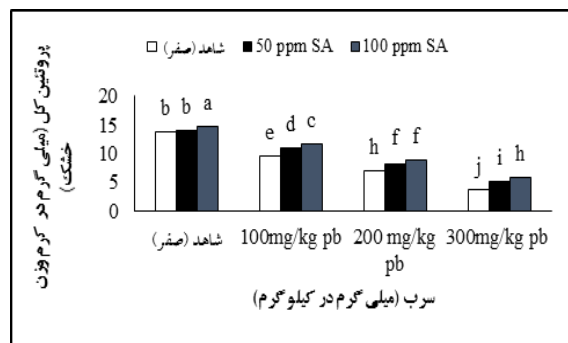 شاهد (صفر) 50 ppm SA 100 ppm SA
پروتئین کل (میلی گرم در گرم وزن
خشک)
20
15
10
5
0
b b a
e d c
h f f
j i h
شاهد (صفر) 100mg/kg pb 200 mg/kg pb 300mg/kg pb
سرب (میلی گرم در کیلوگرم)